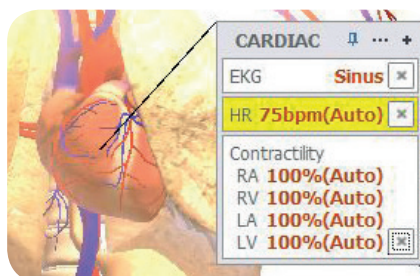 CARDIAC ... +
EKG Sinus ×
HR 75bpm(Auto) ×
Contractility
RA 100%(Auto)
RV 100%(Auto)
LA 100%(Auto)
LV 100%(Auto) ×